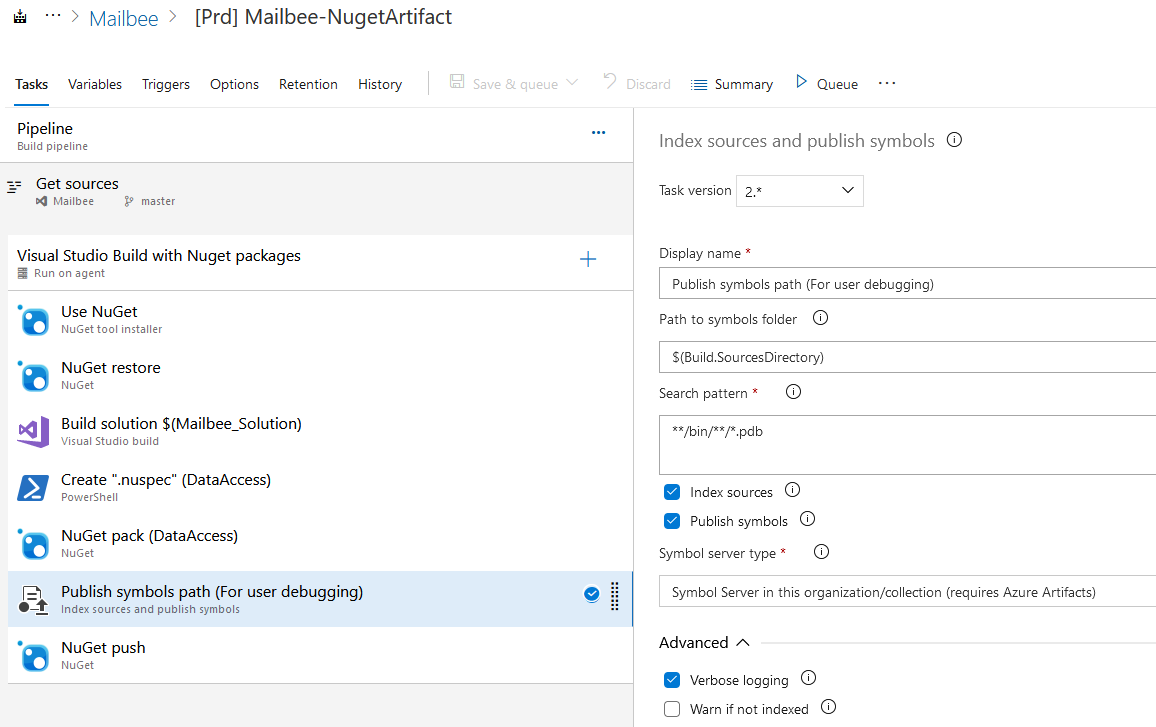 ··· > Mailbee > [Prd] Mailbee-NugetArtifact
Tasks Variables Triggers Options Retention History Save & queue Discard Summary Queue ···
Pipeline
Build pipeline
Get sources
Mailbee master
Visual Studio Build with Nuget packages
Run on agent
Use NuGet
NuGet tool installer
NuGet restore
NuGet
Build solution $(Mailbee_Solution)
Visual Studio build
Create ".nuspec" (DataAccess)
PowerShell
NuGet pack (DataAccess)
NuGet
Publish symbols path (For user debugging)
Index sources and publish symbols
NuGet push
NuGet
Index sources and publish symbols
Task version 2.*
Display name *
Publish symbols path (For user debugging)
Path to symbols folder
$(Build.SourcesDirectory)
Search pattern *
**/bin/**/*.pdb
Index sources
Publish symbols
Symbol server type *
Symbol Server in this organization/collection (requires Azure Artifacts)
Advanced
Verbose logging
Warn if not indexed